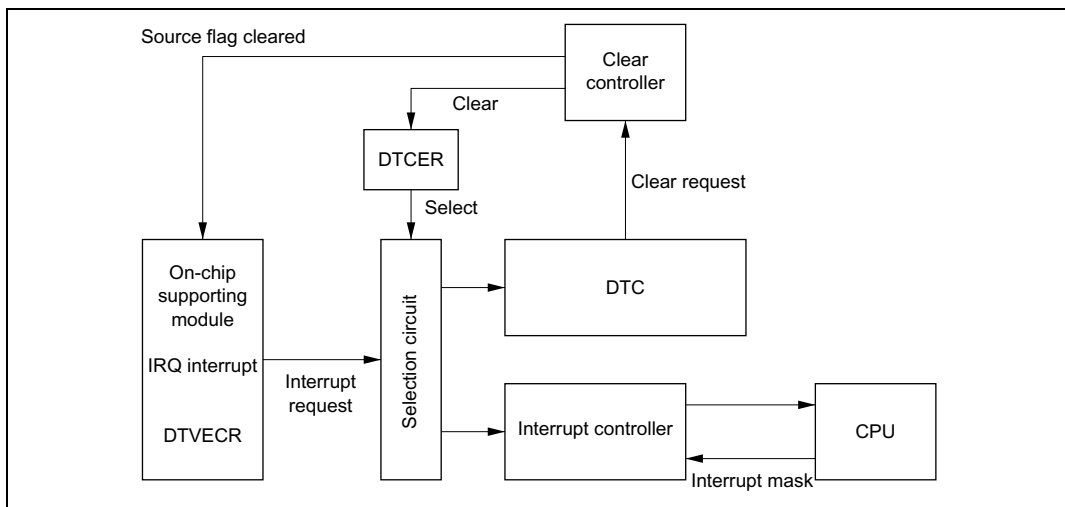 Source flag cleared
Clear
controller
Clear
DTCER
Clear request
Select
On-chip
supporting
module
IRQ interrupt
DTVECR
Interrupt
request
Selection circuit
DTC
Interrupt controller
CPU
Interrupt mask